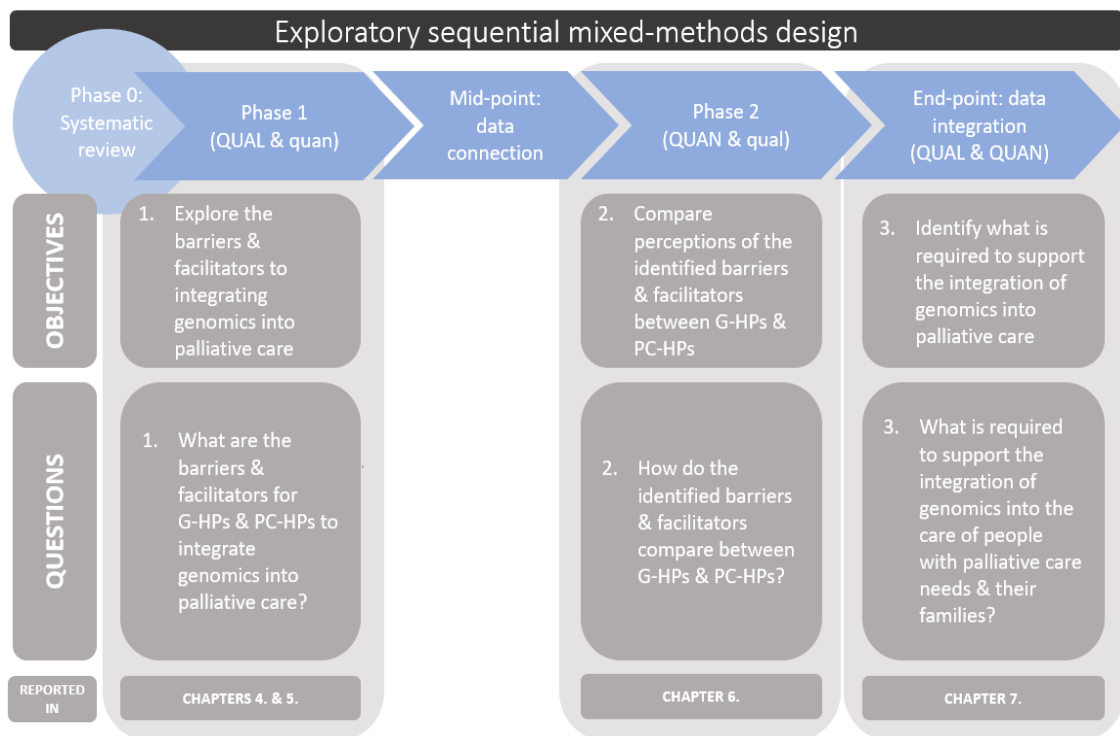 Exploratory sequential mixed-methods design
Phase 0:
Systematic
review
Phase 1
(QUAL & quan)
Mid-point:
data
connection
Phase 2
(QUAN & qual)
End-point: data
integration
(QUAL & QUAN)
OBJECTIVES
1. Explore the
barriers &
facilitators to
integrating
genomics into
palliative care
2. Compare
perceptions of the
identified barriers
& facilitators
between G-HPs &
PC-HPs
3. Identify what is
required to support
the integration of
genomics into
palliative care
QUESTIONS
1. What are the
barriers &
facilitators for
G-HPs & PC-HPs to
integrate
genomics into
palliative care?
2. How do the
identified barriers
& facilitators
compare between
G-HPs & PC-HPs?
3. What is required
to support the
integration of
genomics into the
care of people
with palliative care
needs & their
families?
REPORTED
IN
CHAPTERS 4. & 5.
CHAPTER 6.
CHAPTER 7.